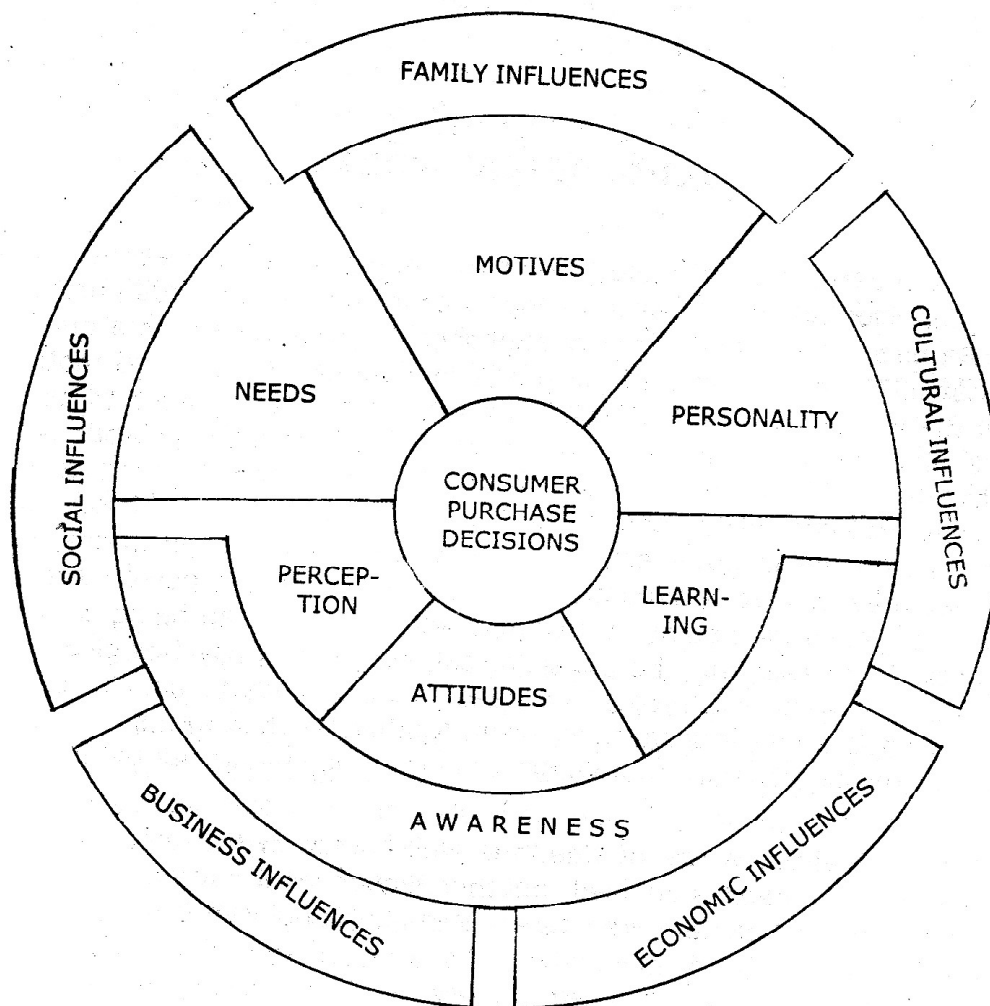 FAMILY INFLUENCES
MOTIVES
SOCIAL INFLUENCES
NEEDS
CULTURAL INFLUENCES
PERSONALITY
CONSUMER
PURCHASE
DECISIONS
PERCEP-
TION
LEARN-
ING
ATTITUDES
AWARENESS
BUSINESS INFLUENCES
ECONOMIC INFLUENCES